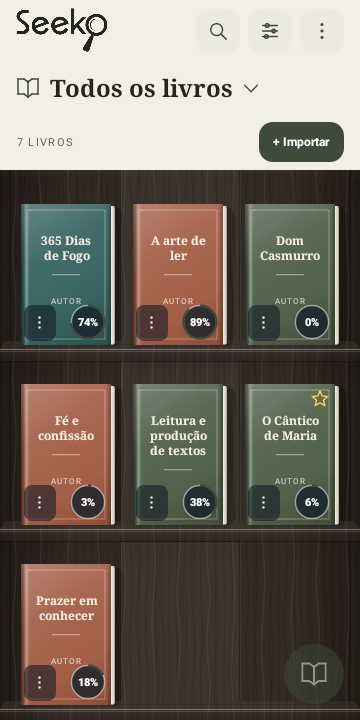 Seeko
Todos os livros
7 LIVROS
+ Importar
365 Dias
de Fogo
AUTOR
74%
A arte de
ler
AUTOR
89%
Dom
Casmurro
AUTOR
0%
Fé e
confissão
AUTOR
3%
Leitura e
produção
de textos
AUTOR
38%
O Cântico
de Maria
AUTOR
6%
Prazer em
conhecer
AUTOR
18%